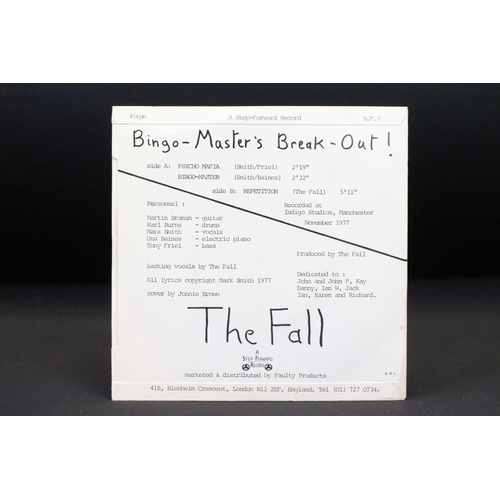 45rpm A Step-Forward Record S.F.7
Bingo-Master's Break-Out!
side A: PSYCHO MAFIA (Smith/Friel) 2'19"
BINGO-MASTER (Smith/Baines) 2'32"
side B: REPETITION (The Fall) 5'11"
Personnel :
Martin Bramah - guitar
Karl Burns - drums
Mark Smith - vocals
Una Baines - electric piano
Tony Friel - bass
Backing vocals by The Fall
All lyrics copyright Mark Smith 1977
cover by Jonnie Brown
Recorded at
Indigo Studios, Manchester
November 1977
Produced by The Fall
Dedicated to :
John and John P, Kay
Danny, Ian W, Jack
Ian, Karen and Richard.
The Fall
A
STEP FORWARD
RECORD
marketed & distributed by Faulty Products
41B, Blenheim Crescent, London W11 2EF. England. Tel (01) 727 0734.